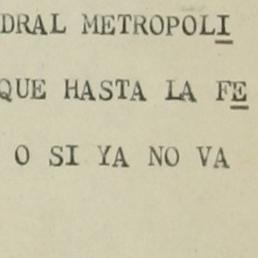 DRAL METROPOLI
QUE HASTA LA FE
O SI YA NO VA